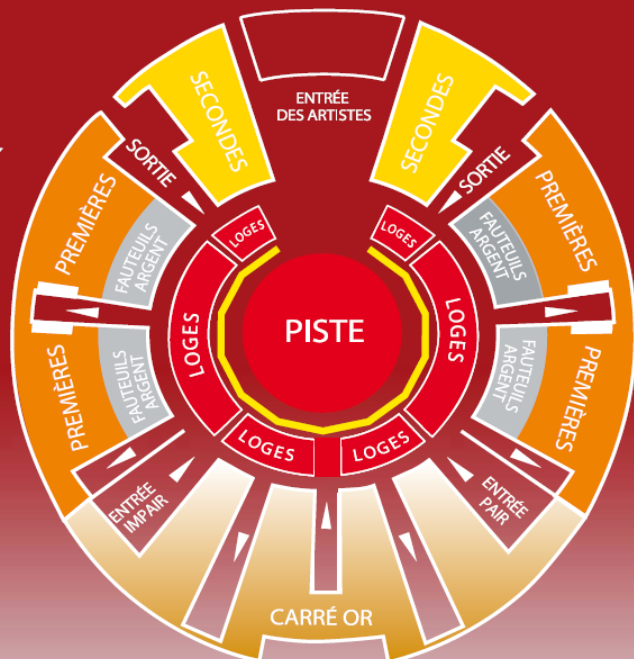 SECONDES
ENTRÉE
DES ARTISTES
SECONDES
SORTIE
SORTIE
PREMIÈRES
FAUTEUILS
ARGENT
LOGES
LOGES
FAUTEUILS
ARGENT
PREMIÈRES
LOGES
PISTE
LOGES
PREMIÈRES
FAUTEUILS
ARGENT
FAUTEUILS
ARGENT
PREMIÈRES
LOGES
LOGES
ENTRÉE
IMPAIR
ENTRÉE
PAIR
CARRÉ OR